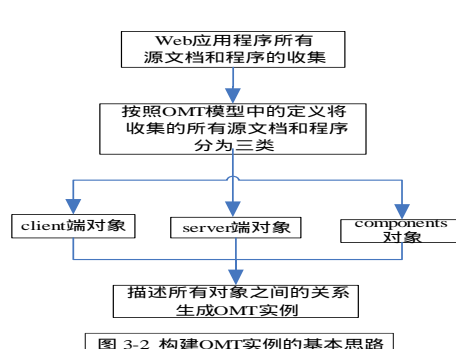 Web应用程序所有
源文档和程序的收集
按照OMT模型中的定义将
收集的所有源文档和程序
分为三类
client端对象
server端对象
components
对象
描述所有对象之间的关系
生成OMT实例
图 3-2 构建OMT实例的基本思路